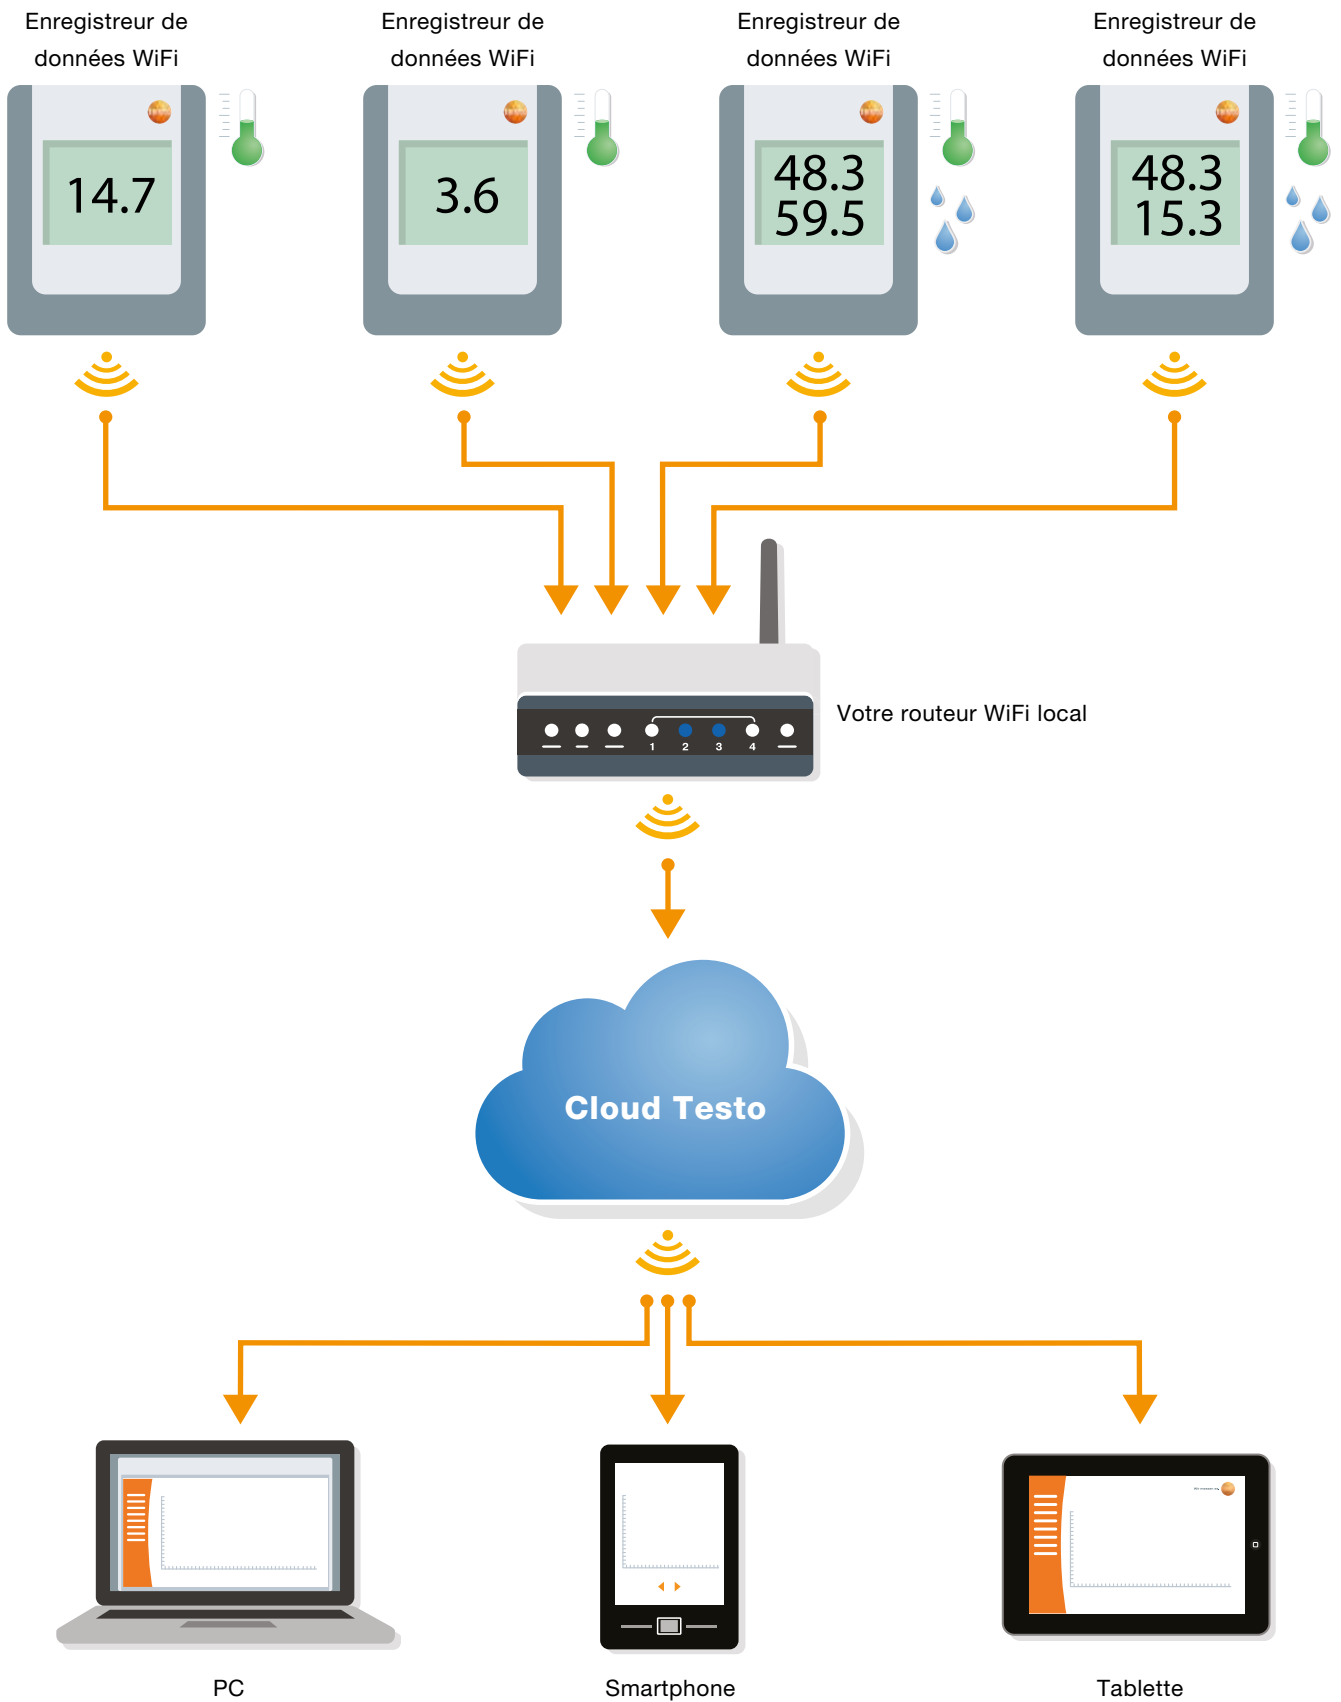 Enregistreur de
données WiFi
Enregistreur de
données WiFi
Enregistreur de
données WiFi
Enregistreur de
données WiFi
14.7
3.6
48.3
59.5
48.3
15.3
Votre routeur WiFi local
1 2 3 4
Cloud Testo
PC
Smartphone
Tablette